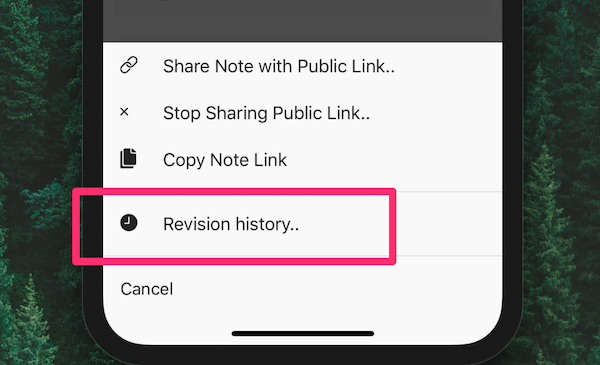 Share Note with Public Link..
Stop Sharing Public Link..
Copy Note Link
Revision history..
Cancel